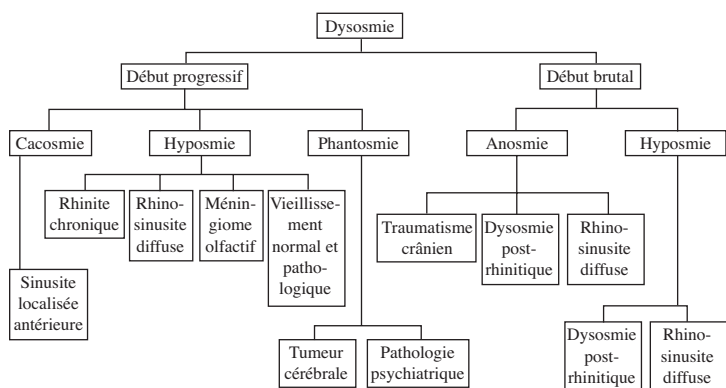 Dysosmie
Début progressif
Début brutal
Cacosmie
Hyposmie
Phantosmie
Anosmie
Hyposmie
Rhinite
chronique
Rhino-
sinusite
diffuse
Ménin-
giome
olfactif
Vieillisse-
ment
normal et
patho-
logique
Traumatisme
crânien
Dysosmie
post-
rhinitique
Rhino-
sinusite
diffuse
Sinusite
localisée
antérieure
Tumeur
cérébrale
Pathologie
psychiatrique
Dysosmie
post-
rhinitique
Rhino-
sinusite
diffuse